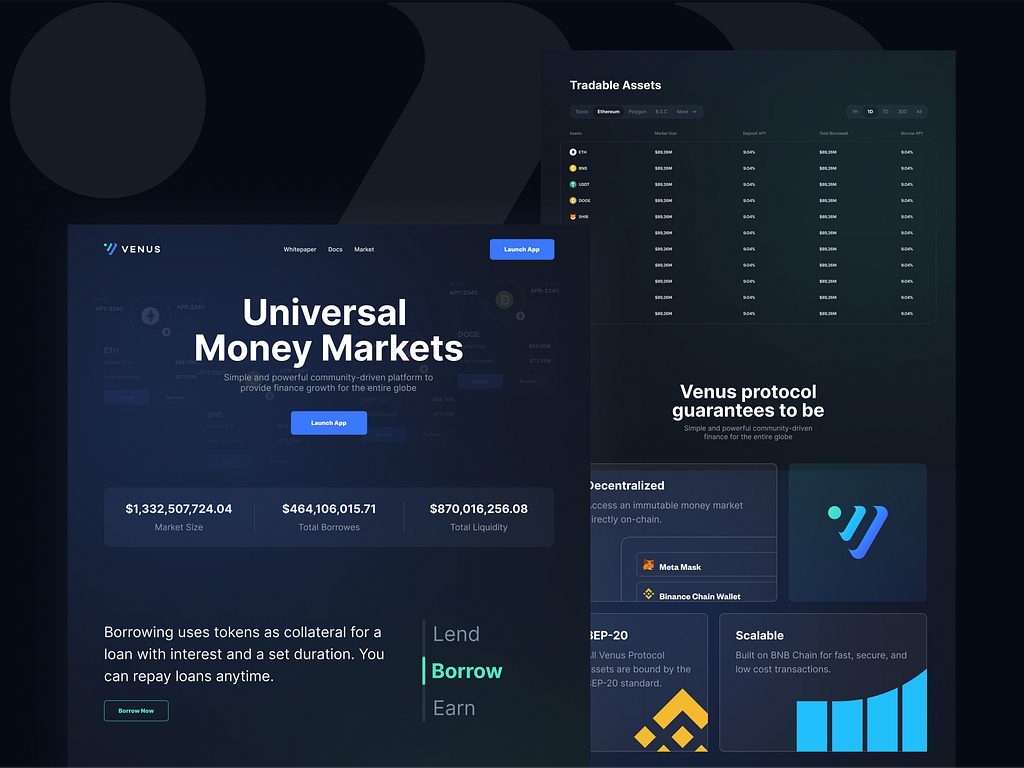 Tradable Assets
Tezos Ethereum Polygon B.S.C More
1H 1D 7D 30D All
Assets Market Size Deposit APY Total Borrowed Borrow APY
ETH $89,26M 9.04% $89,26M 9.04%
BNB $89,26M 9.04% $89,26M 9.04%
USDT $89,26M 9.04% $89,26M 9.04%
DOGE $89,26M 9.04% $89,26M 9.04%
SHIB $89,26M 9.04% $89,26M 9.04%
$89,26M 9.04% $89,26M 9.04%
$89,26M 9.04% $89,26M 9.04%
$89,26M 9.04% $89,26M 9.04%
$89,26M 9.04% $89,26M 9.04%
$89,26M 9.04% $89,26M 9.04%
$89,26M 9.04% $89,26M 9.04%
VENUS
Whitepaper Docs Market
Launch App
APY: 234% APR: 234%
APY: 234% APR: 234%
Universal
Money Markets
Simple and powerful community-driven platform to
provide finance growth for the entire globe
Launch App
ETH
DOGE
BNB
$1,332,507,724.04
Market Size
$464,106,015.71
Total Borrowes
$870,016,256.08
Total Liquidity
Borrowing uses tokens as collateral for a
loan with interest and a set duration. You
can repay loans anytime.
Borrow Now
Lend
Borrow
Earn
Venus protocol
guarantees to be
Simple and powerful community-driven
finance for the entire globe
Decentralized
Access an immutable money market
directly on-chain.
Meta Mask
Binance Chain Wallet
BEP-20
All Venus Protocol
assets are bound by the
BEP-20 standard.
Scalable
Built on BNB Chain for fast, secure, and
low cost transactions.